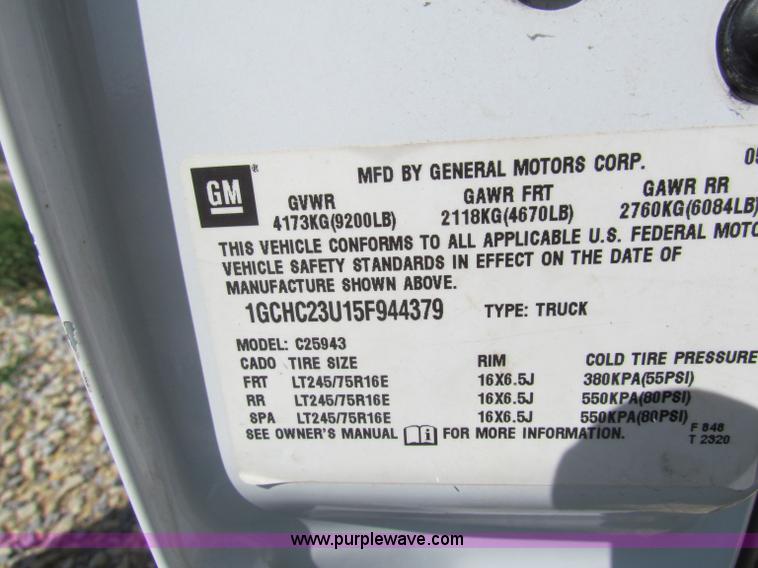 MFD BY GENERAL MOTORS CORP. 05
GM®
GVWR GAWR FRT GAWR RR
4173KG(9200LB) 2118KG(4670LB) 2760KG(6084LB)
THIS VEHICLE CONFORMS TO ALL APPLICABLE U.S. FEDERAL MOTO
VEHICLE SAFETY STANDARDS IN EFFECT ON THE DATE OF
MANUFACTURE SHOWN ABOVE.
1GCHC23U15F944379 TYPE: TRUCK
MODEL: C25943
CADO TIRE SIZE RIM COLD TIRE PRESSURE
FRT LT245/75R16E 16X6.5J 380KPA(55PSI)
RR LT245/75R16E 16X6.5J 550KPA(80PSI)
SPA LT245/75R16E 16X6.5J 550KPA(80PSI)
SEE OWNER'S MANUAL i FOR MORE INFORMATION. F 848
T 2320
www.purplewave.com